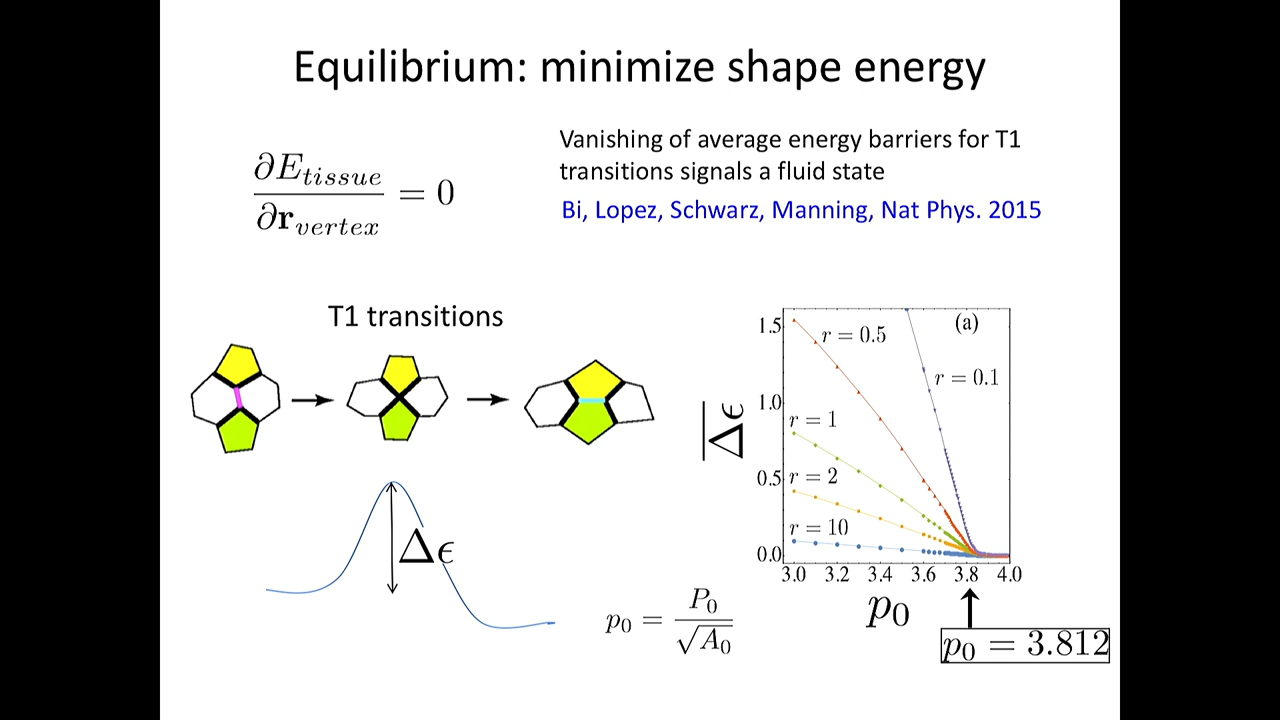 Equilibrium: minimize shape energy
∂E_tissue / ∂r_vertex = 0
Vanishing of average energy barriers for T1
transitions signals a fluid state
Bi, Lopez, Schwarz, Manning, Nat Phys. 2015
T1 transitions
Δϵ
p₀ = P₀ / √A₀
(a)
r = 0.5
r = 0.1
r = 1
r = 2
r = 10
1.5
1.0
0.5
0.0
3.0 3.2 3.4 3.6 3.8 4.0
Δϵ
p₀
p₀ = 3.812